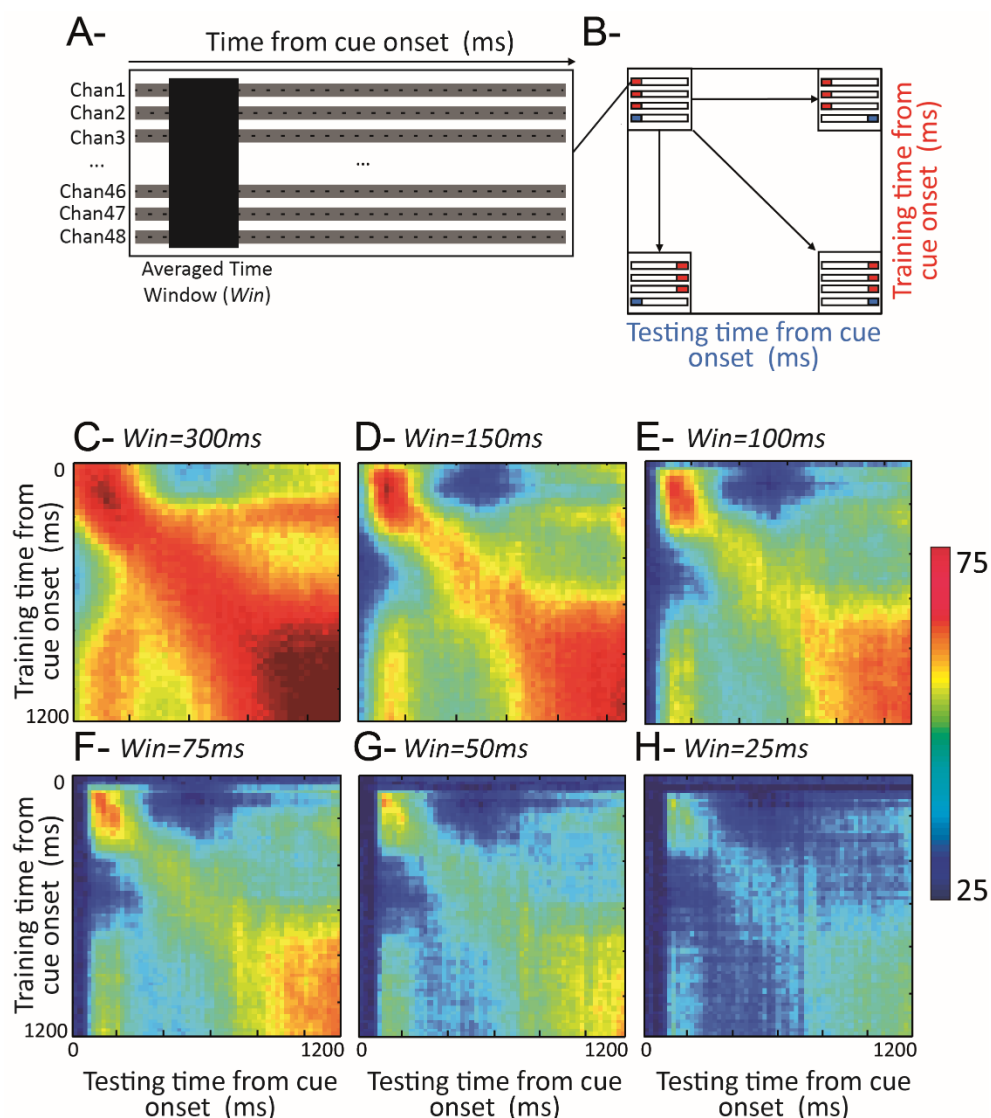 A-
Time from cue onset (ms)
Chan1
Chan2
Chan3
...
...
Chan46
Chan47
Chan48
Averaged Time
Window (Win)
B-
Training time from
cue onset (ms)
Testing time from cue
onset (ms)
C- Win=300ms
D- Win=150ms
E- Win=100ms
0
Training time from
cue onset (ms)
1200
75
25
F- Win=75ms
G- Win=50ms
H- Win=25ms
0
Training time from
cue onset (ms)
1200
0
1200
0
1200
0
1200
Testing time from cue
onset (ms)
Testing time from cue
onset (ms)
Testing time from cue
onset (ms)